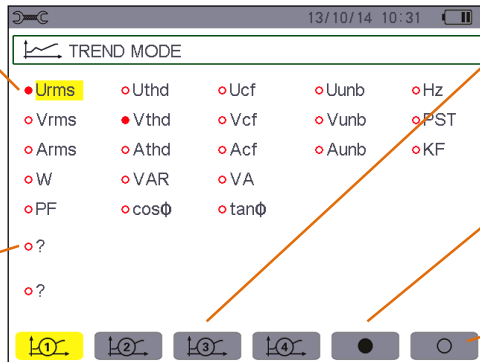 13/10/14 10:31
TREND MODE
Urms Uthd Ucf Uunb Hz
Vrms Vthd Vcf Vunb PST
Arms Athd Acf Aunb KF
W VAR VA
PF cosΦ tanΦ
?
?
1 2 3 4